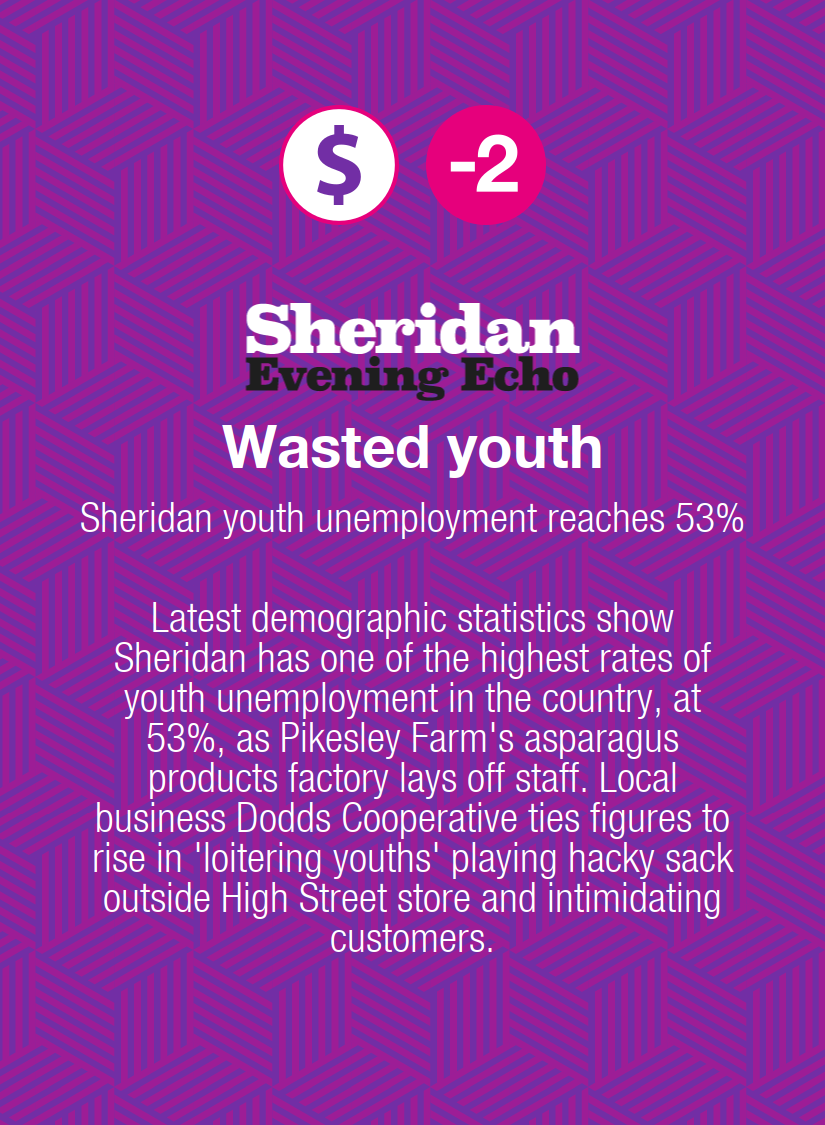 $ -2
Sheridan
Evening Echo
Wasted youth
Sheridan youth unemployment reaches 53%
Latest demographic statistics show
Sheridan has one of the highest rates of
youth unemployment in the country, at
53%, as Pikesley Farm's asparagus
products factory lays off staff. Local
business Dodds Cooperative ties figures to
rise in 'loitering youths' playing hacky sack
outside High Street store and intimidating
customers.